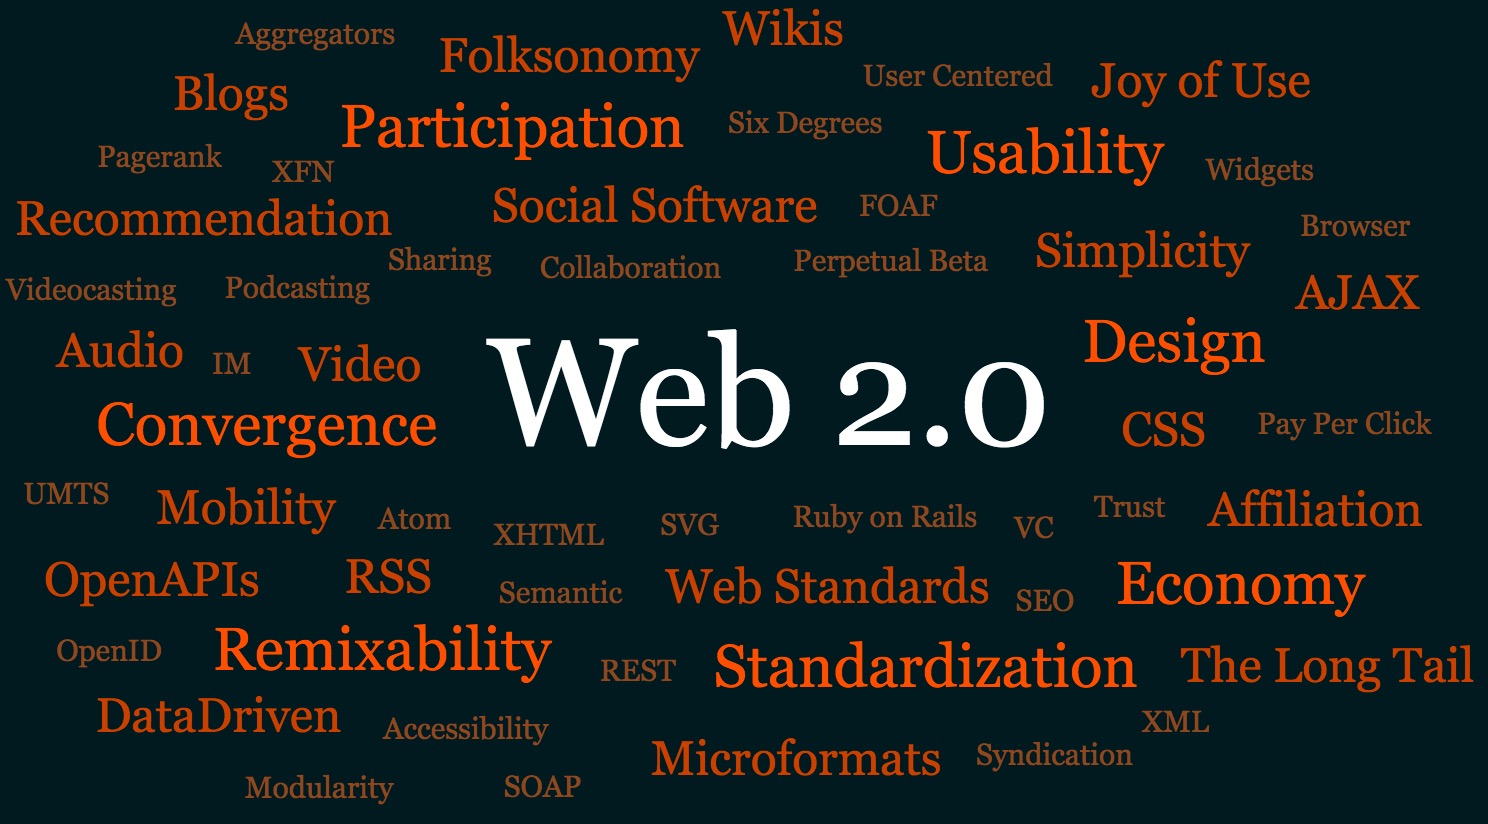 Wikis
Aggregators
Folksonomy
User Centered
Joy of Use
Blogs
Participation
Six Degrees
Usability
Pagerank
XFN
Widgets
Recommendation
Social Software
FOAF
Browser
Sharing
Collaboration
Perpetual Beta
Simplicity
Videocasting
Podcasting
AJAX
Audio
IM
Video
Web 2.0
Design
Convergence
CSS
Pay Per Click
UMTS
Mobility
Atom
XHTML
SVG
Ruby on Rails
VC
Trust
Affiliation
OpenAPIs
RSS
Semantic
Web Standards
SEO
Economy
OpenID
Remixability
REST
Standardization
The Long Tail
DataDriven
Accessibility
XML
Microformats
Syndication
Modularity
SOAP